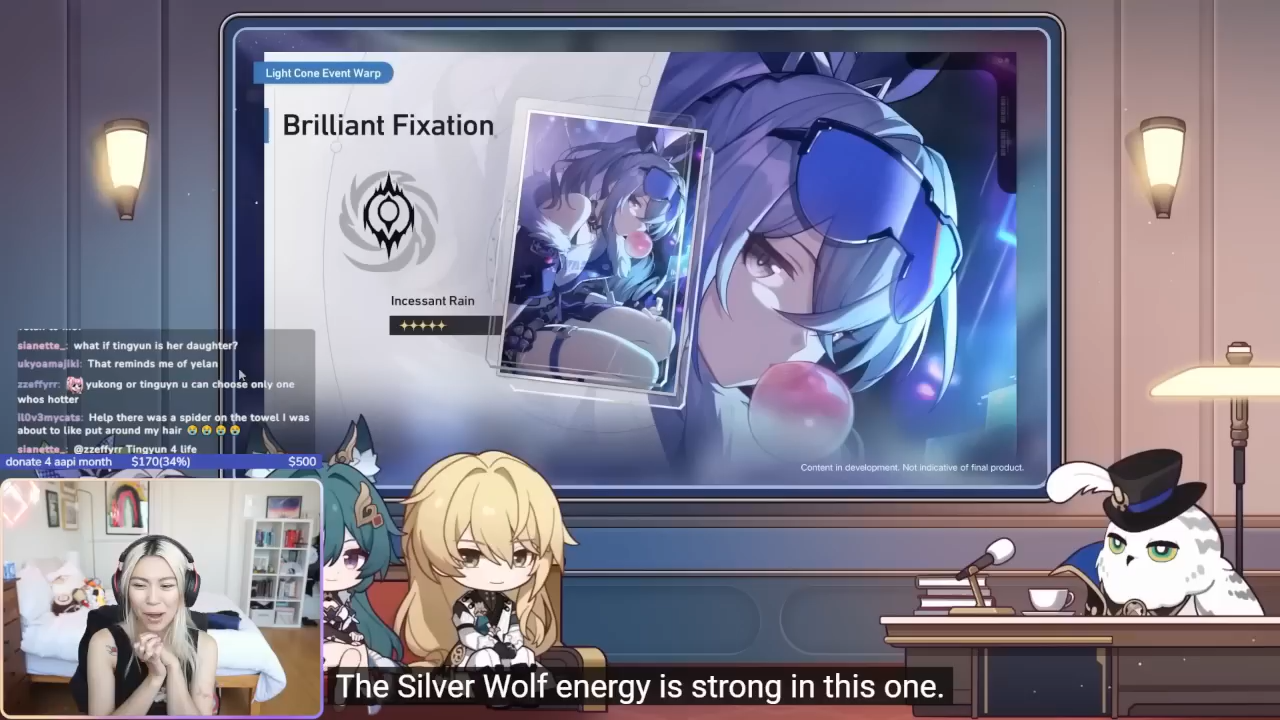 Light Cone Event Warp
Brilliant Fixation
Incessant Rain
Content in development. Not indicative of final product.
sianette_: what if tingyun is her daughter?
ukyoamajiki: That reminds me of yelan
zzeffyrr: yukong or tinguyn u can choose only one
whos hotter
ll0v3mycats: Help there was a spider on the towel I was
about to like put around my hair 😭😭😭😭
sianette_: @zzeffyrr Tingyun 4 life
donate 4 aapi month $170(34%) $500
The Silver Wolf energy is strong in this one.